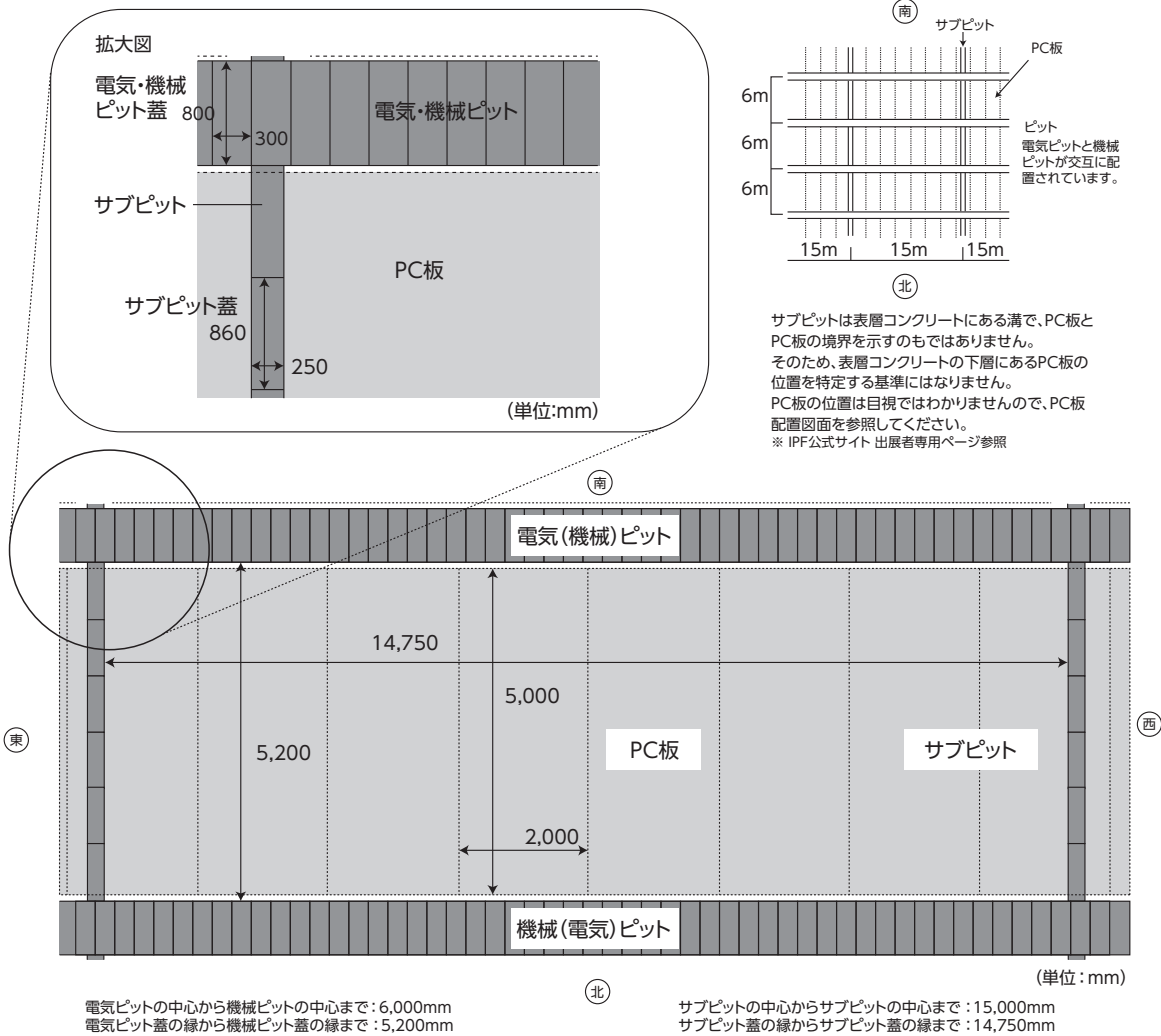 拡大図
電気・機械
ピット蓋
800
300
電気・機械ピット
サブピット
PC板
サブピット蓋
860
250
(単位:mm)
南
サブピット
PC板
6m
6m
6m
ピット
電気ピットと機械
ピットが交互に配
置されています。
15m
15m
15m
北
サブピットは表層コンクリートにある溝で、PC板と
PC板の境界を示すのもではありません。
そのため、表層コンクリートの下層にあるPC板の
位置を特定する基準にはなりません。
PC板の位置は目視ではわかりませんので、PC板
配置図面を参照してください。
※ IPF公式サイト 出展者専用ページ参照
南
電気(機械)ピット
14,750
5,000
東
西
5,200
PC板
サブピット
2,000
機械(電気)ピット
(単位：mm)
北
電気ピットの中心から機械ピットの中心まで：6,000mm
電気ピット蓋の縁から機械ピット蓋の縁まで：5,200mm
サブピットの中心からサブピットの中心まで：15,000mm
サブピット蓋の縁からサブピット蓋の縁まで：14,750mm